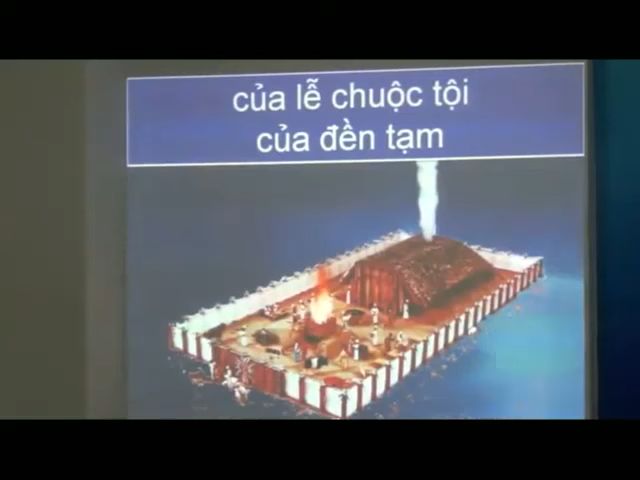 của lễ chuộc tội
của đền tạm